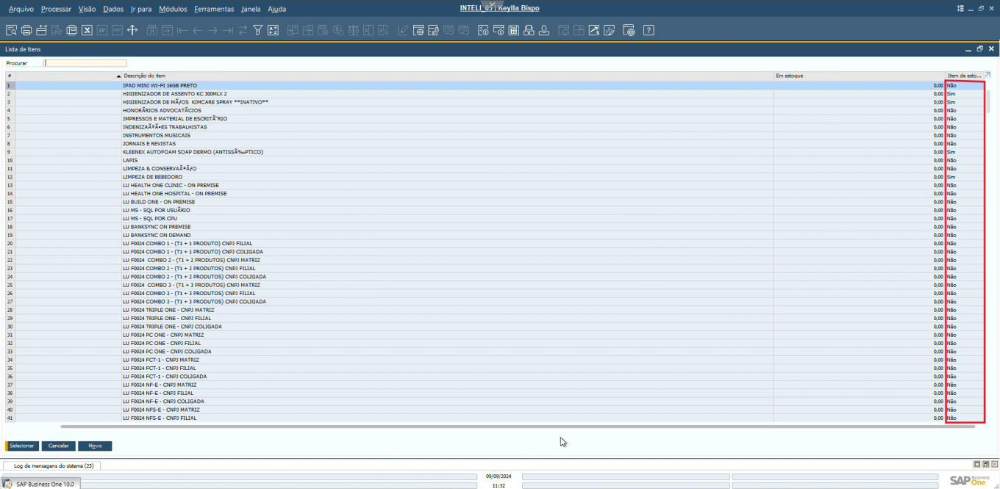 Arquivo Processar Visão Dados Ir para Módulos Ferramentas Janela Ajuda INTELI_05 | Keylla Bispo
Lista de Itens
Procurar
# Descrição do item Em estoque Item de esto...
1 IPAD MINI WI-FI 16GB PRETO 0,00 Não
2 HIGIENIZADOR DE ASSENTO KC 300MLX 2 0,00 Sim
3 HIGIENIZADOR DE MÃƒOS KIMCARE SPRAY **INATIVO** 0,00 Sim
4 HONORÃRIOS ADVOCATÃCIOS 0,00 Não
5 IMPRESSOS E MATERIAL DE ESCRITÃ“RIO 0,00 Não
6 INDENIZAÃ‡Ã•ES TRABALHISTAS 0,00 Não
7 INSTRUMENTOS MUSICAIS 0,00 Não
8 JORNAIS E REVISTAS 0,00 Não
9 KLEENEX AUTOFOAM SOAP DERMO (ANTISSÃ‰PTICO) 0,00 Sim
10 LAPIS 0,00 Não
11 LIMPEZA & CONSERVAÃ‡ÃƒO 0,00 Não
12 LIMPEZA DE BEBEDORO 0,00 Sim
13 LU HEALTH ONE CLINIC - ON PREMISE 0,00 Não
14 LU HEALTH ONE HOSPITAL - ON PREMISE 0,00 Não
15 LU BUILD ONE - ON PREMISE 0,00 Não
16 LU MS - SQL POR USUÃRIO 0,00 Não
17 LU MS - SQL POR CPU 0,00 Não
18 LU BANKSYNC ON PREMISE 0,00 Não
19 LU BANKSYNC ON DEMAND 0,00 Não
20 LU F0024 COMBO 1 - (T1 + 1 PRODUTO) CNPJ FILIAL 0,00 Não
21 LU F0024 COMBO 1 - (T1 + 1 PRODUTO) CNPJ COLIGADA 0,00 Não
22 LU F0024 COMBO 2 - (T1 + 2 PRODUTOS) CNPJ MATRIZ 0,00 Não
23 LU F0024 COMBO 2 - (T1 + 2 PRODUTOS) CNPJ FILIAL 0,00 Não
24 LU F0024 COMBO 2 - (T1 + 2 PRODUTOS) CNPJ COLIGADA 0,00 Não
25 LU F0024 COMBO 3 - (T1 + 3 PRODUTOS) CNPJ MATRIZ 0,00 Não
26 LU F0024 COMBO 3 - (T1 + 3 PRODUTOS) CNPJ FILIAL 0,00 Não
27 LU F0024 COMBO 3 - (T1 + 3 PRODUTOS) CNPJ COLIGADA 0,00 Não
28 LU F0024 TRIPLE ONE - CNPJ MATRIZ 0,00 Não
29 LU F0024 TRIPLE ONE - CNPJ FILIAL 0,00 Não
30 LU F0024 TRIPLE ONE - CNPJ COLIGADA 0,00 Não
31 LU F0024 PC ONE - CNPJ MATRIZ 0,00 Não
32 LU F0024 PC ONE - CNPJ FILIAL 0,00 Não
33 LU F0024 PC ONE - CNPJ COLIGADA 0,00 Não
34 LU F0024 FCT-1 - CNPJ MATRIZ 0,00 Não
35 LU F0024 FCT-1 - CNPJ FILIAL 0,00 Não
36 LU F0024 FCT-1 - CNPJ COLIGADA 0,00 Não
37 LU F0024 NF-E - CNPJ MATRIZ 0,00 Não
38 LU F0024 NF-E - CNPJ FILIAL 0,00 Não
39 LU F0024 NF-E - CNPJ COLIGADA 0,00 Não
40 LU F0024 NFS-E - CNPJ MATRIZ 0,00 Não
41 LU F0024 NFS-E - CNPJ FILIAL 0,00 Não
Selecionar Cancelar Novo
Log de mensagens do sistema (23)
09/09/2024
11:32
SAP Business One 10.0
SAP Business One